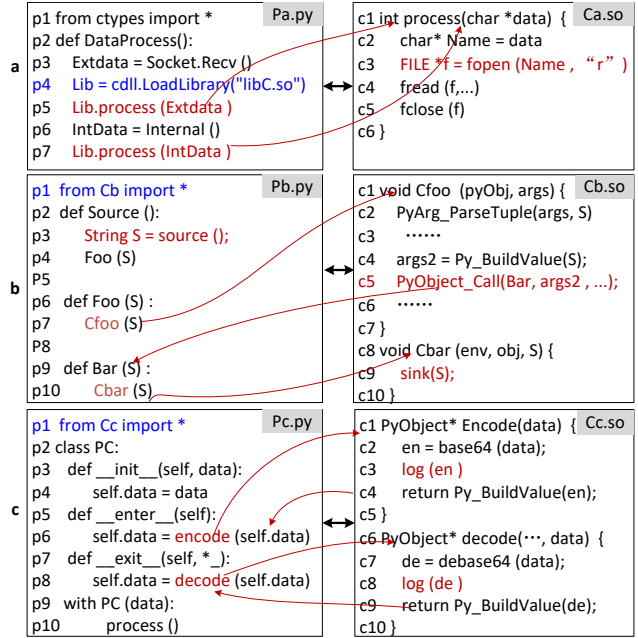 a
Pa.py
p1 from ctypes import *
p2 def DataProcess():
p3 Extdata = Socket.Recv ()
p4 Lib = cdll.LoadLibrary("libC.so")
p5 Lib.process (Extdata )
p6 IntData = Internal ()
p7 Lib.process (IntData )
Ca.so
c1 int process(char *data) {
c2 char* Name = data
c3 FILE *f = fopen (Name , “r” )
c4 fread (f,...)
c5 fclose (f)
c6 }
b
Pb.py
p1 from Cb import *
p2 def Source ():
p3 String S = source ();
p4 Foo (S)
P5
p6 def Foo (S) :
p7 Cfoo (S)
P8
p9 def Bar (S) :
p10 Cbar (S)
Cb.so
c1 void Cfoo (pyObj, args) {
c2 PyArg_ParseTuple(args, S)
c3 ……
c4 args2 = Py_BuildValue(S);
c5 PyObject_Call(Bar, args2 , ...);
c6 ……
c7 }
c8 void Cbar (env, obj, S) {
c9 sink(S);
c10 }
c
Pc.py
p1 from Cc import *
p2 class PC:
p3 def __init__(self, data):
p4 self.data = data
p5 def __enter__(self):
p6 self.data = encode (self.data)
p7 def __exit__(self, *_):
p8 self.data = decode (self.data)
p9 with PC (data):
p10 process ()
Cc.so
c1 PyObject* Encode(data) {
c2 en = base64 (data);
c3 log (en )
c4 return Py_BuildValue(en);
c5 }
c6 PyObject* decode(…, data) {
c7 de = debase64 (data);
c8 log (de )
c9 return Py_BuildValue(de);
c10 }